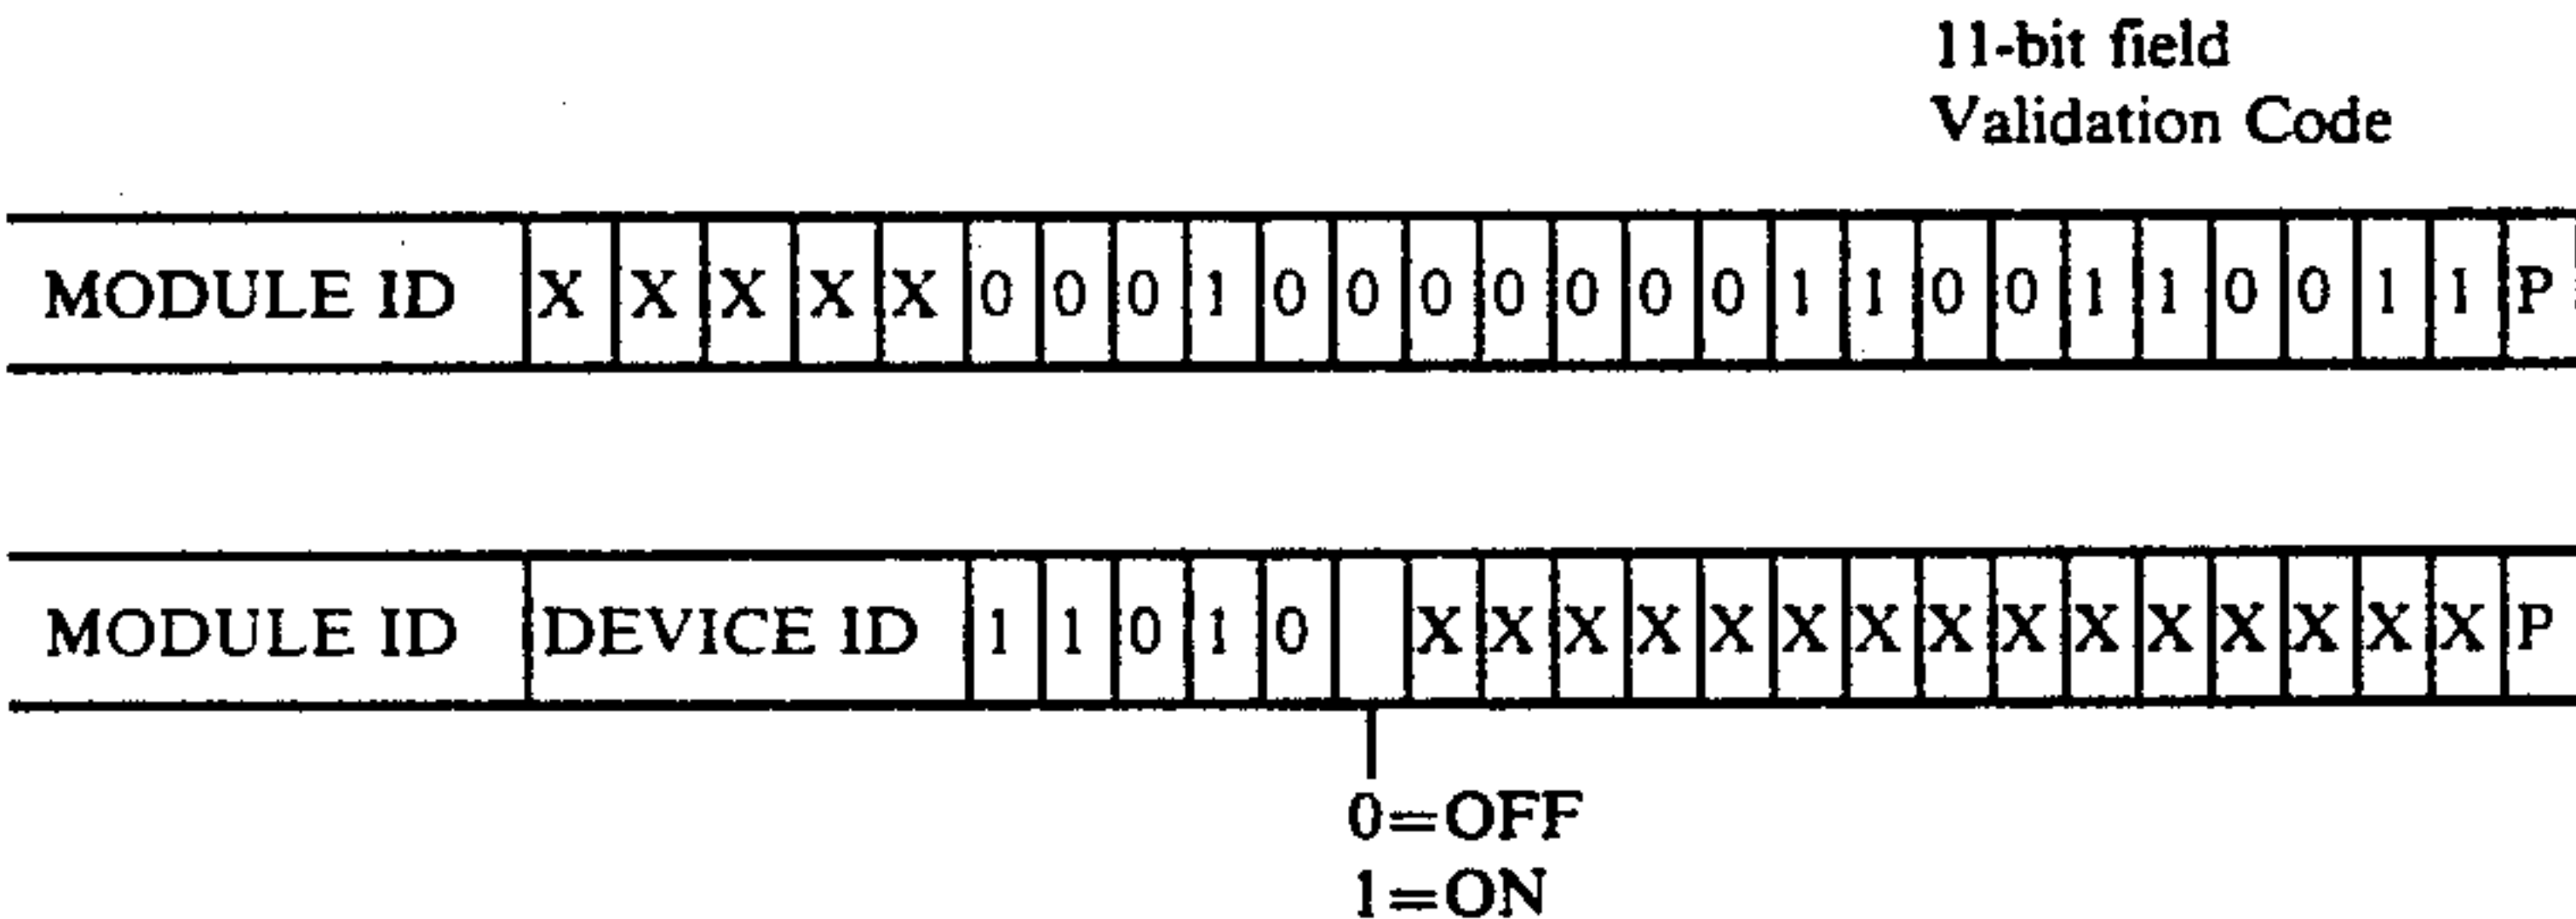 11-bit field
Validation Code
MODULE ID X X X X X 0 0 0 1 0 0 0 0 0 0 0 1 1 0 0 1 1 0 0 1 1 P
MODULE ID DEVICE ID 1 1 0 1 0 X X X X X X X X X X X X X X X P
0=OFF
1=ON